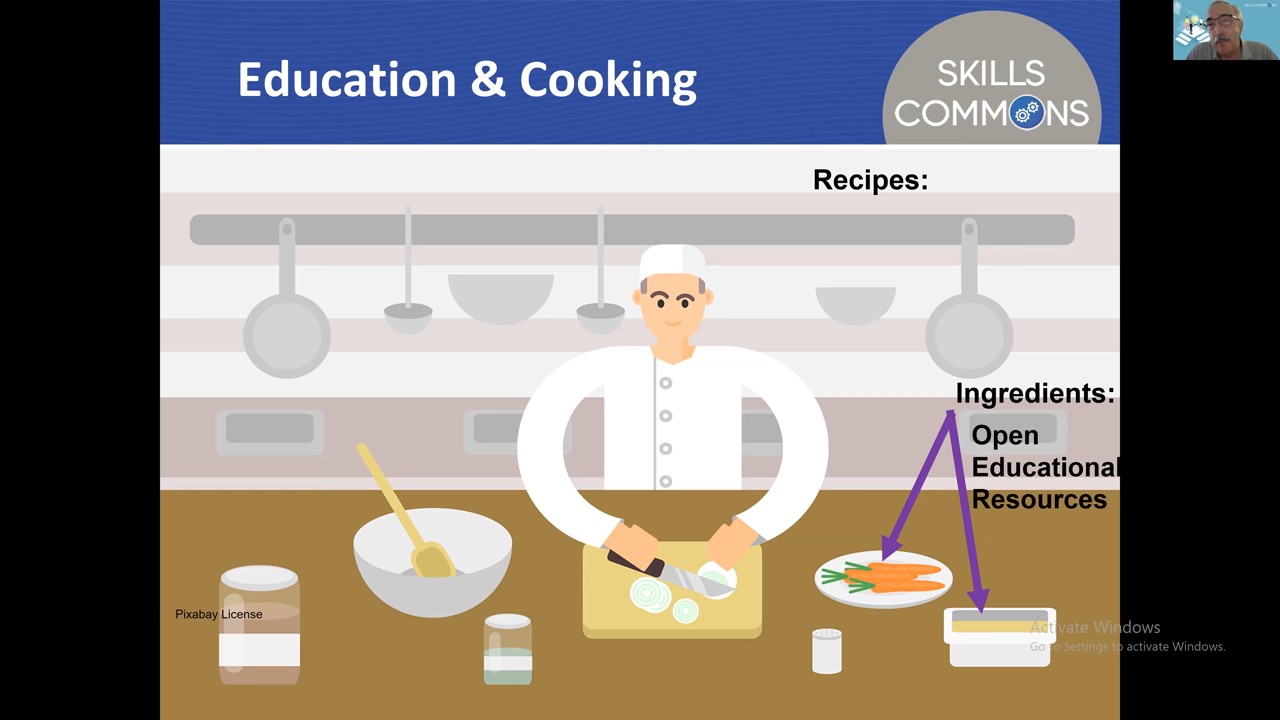 Education & Cooking
SKILLS
COMMONS
Recipes:
Ingredients:
Open
Educational
Resources
Pixabay License
Activate Windows
Go to Settings to activate Windows.